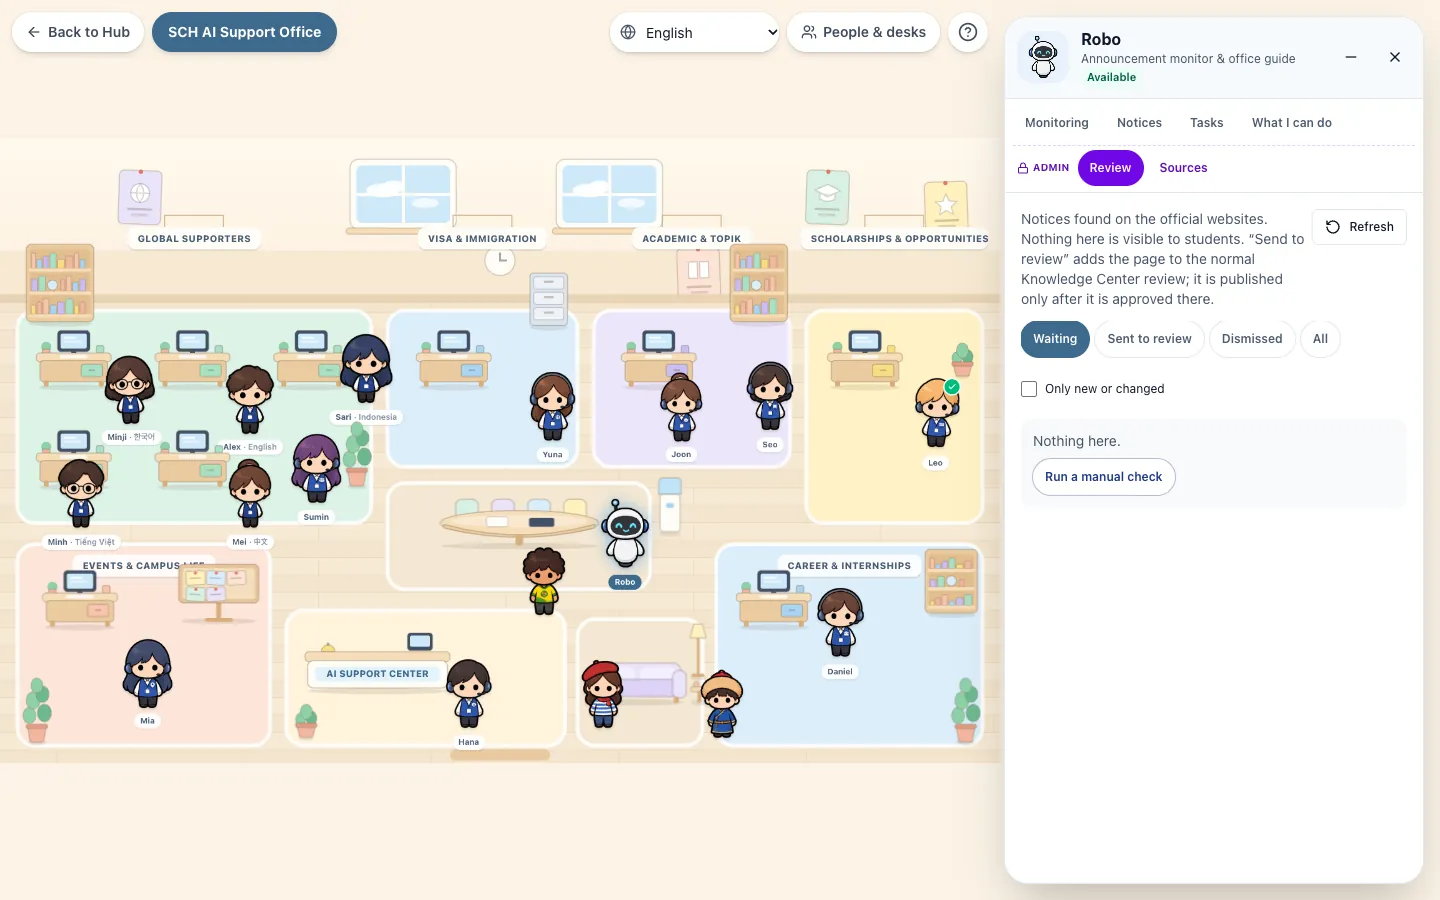 Back to Hub
SCH AI Support Office
English
People & desks
Robo
Announcement monitor & office guide
Available
Monitoring
Notices
Tasks
What I can do
ADMIN
Review
Sources
Notices found on the official websites.
Nothing here is visible to students. “Send to
review” adds the page to the normal
Knowledge Center review; it is published
only after it is approved there.
Refresh
Waiting
Sent to review
Dismissed
All
Only new or changed
Nothing here.
Run a manual check
GLOBAL SUPPORTERS
VISA & IMMIGRATION
ACADEMIC & TOPIK
SCHOLARSHIPS & OPPORTUNITIES
Minji · 한국어
Alex · English
Sari · Indonesia
Yuna
Joon
Seo
Leo
Minh · Tiếng Việt
Mei · 中文
Sumin
Robo
EVENTS & CAMPUS
CAREER & INTERNSHIPS
AI SUPPORT CENTER
Mia
Hana
Daniel